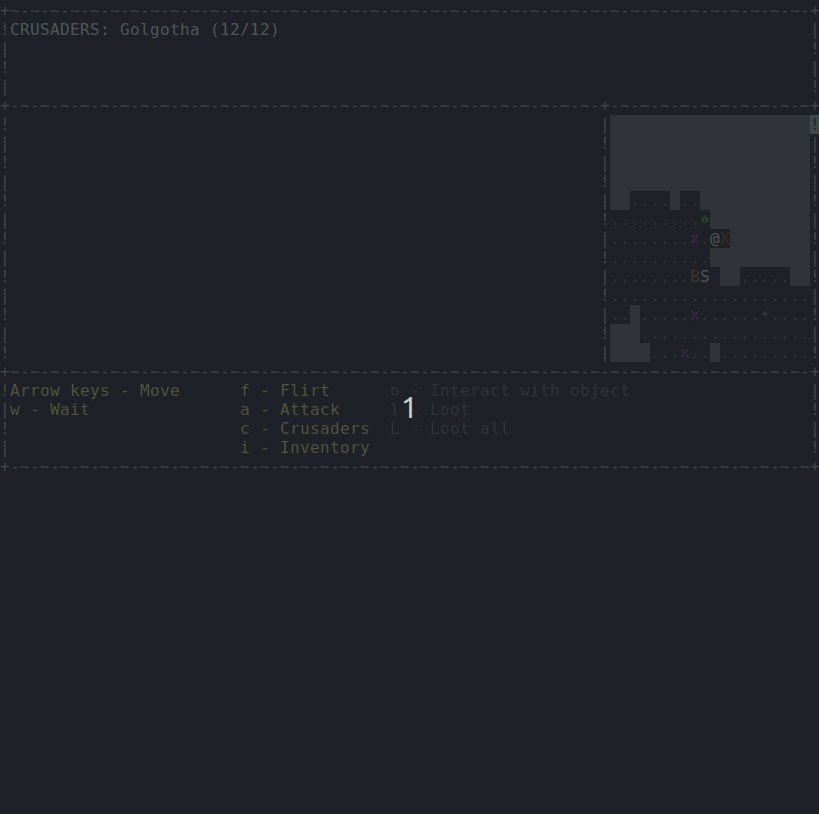 CRUSADERS: Golgotha (12/12)
. . . . . .
. . . . . . . . . ♠
. . . . . . . . x . @X
. . . . . . . . . .
. . . . . . . . BS . . . . .
. . . . . . . . . . . . . . . . . . . .
. . . . . . . x . . . . . . * . . . .
. . . . . . . . . . . . . . . . .
. . . x . . . . . . . . . . .
Arrow keys - Move f - Flirt o - Interact with object
w - Wait a - Attack l - Loot
c - Crusaders L - Loot all
i - Inventory
1